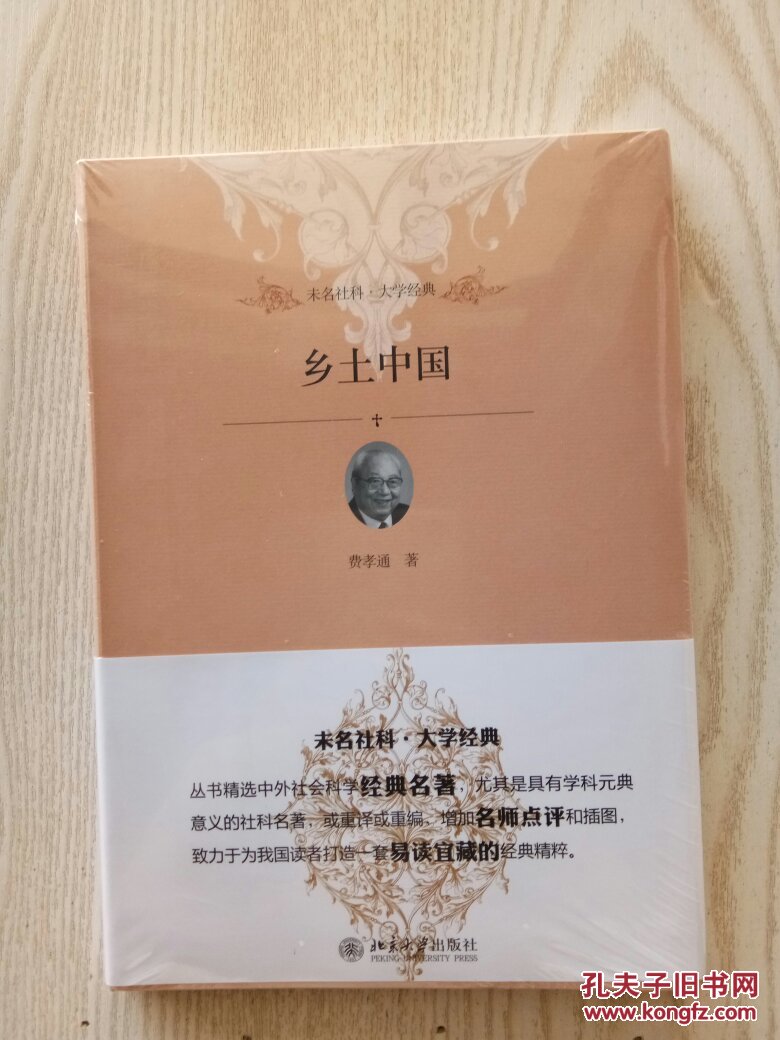 未名社科·大学经典
乡土中国
费孝通 著
未名社科·大学经典
丛书精选中外社会科学经典名著，尤其是具有学科元典
意义的社科名著，或重译或重编，增加名师点评和插图，
致力于为我国读者打造一套易读宜藏的经典精粹。
北京大学出版社
PEKING UNIVERSITY PRESS
孔夫子旧书网
www.kongfz.com